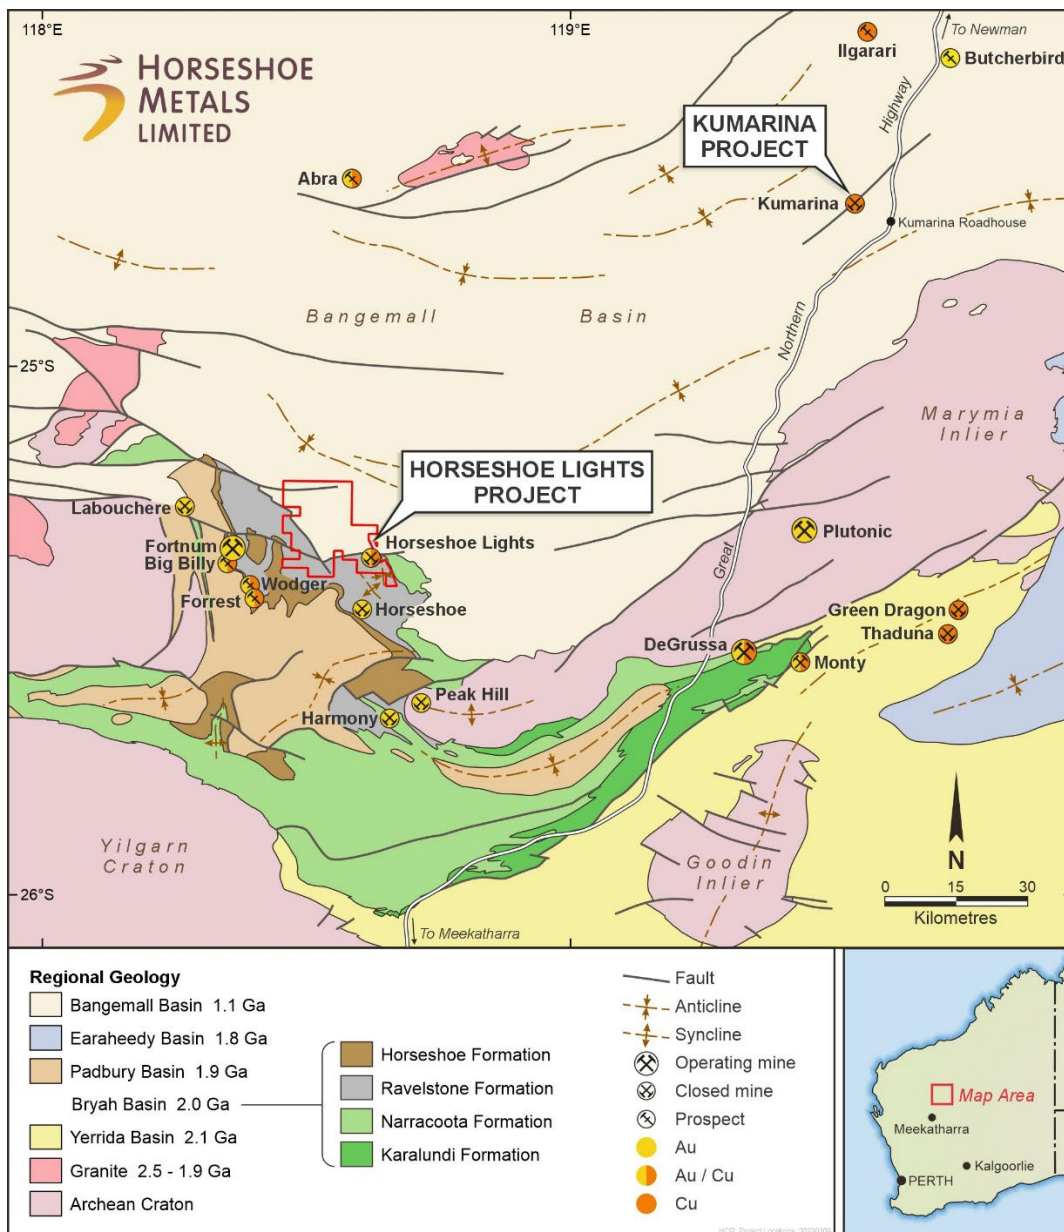 118°E
119°E
HORSESHOE
METALS
LIMITED
To Newman
Ilgarari
Butcherbird
Highway
KUMARINA
PROJECT
Abra
Kumarina
Kumarina Roadhouse
Bangemall Basin
Northern
25°S
Marymia
Inlier
HORSESHOE LIGHTS
PROJECT
Labouchere
Horseshoe Lights
Plutonic
Fortnum
Big Billy
Great
Wodger
Forrest
Horseshoe
Green Dragon
Thaduna
DeGrussa
Monty
Peak Hill
Harmony
Yilgarn
Craton
Goodin
Inlier
N
26°S
0 15 30
Kilometres
To Meekatharra
Regional Geology
Bangemall Basin 1.1 Ga
Earaheedy Basin 1.8 Ga
Padbury Basin 1.9 Ga
Bryah Basin 2.0 Ga
Yerrida Basin 2.1 Ga
Granite 2.5 - 1.9 Ga
Archean Craton
Horseshoe Formation
Ravelstone Formation
Narracoota Formation
Karalundi Formation
Fault
Anticline
Syncline
Operating mine
Closed mine
Prospect
Au
Au / Cu
Cu
Map Area
Meekatharra
Kalgoorlie
PERTH